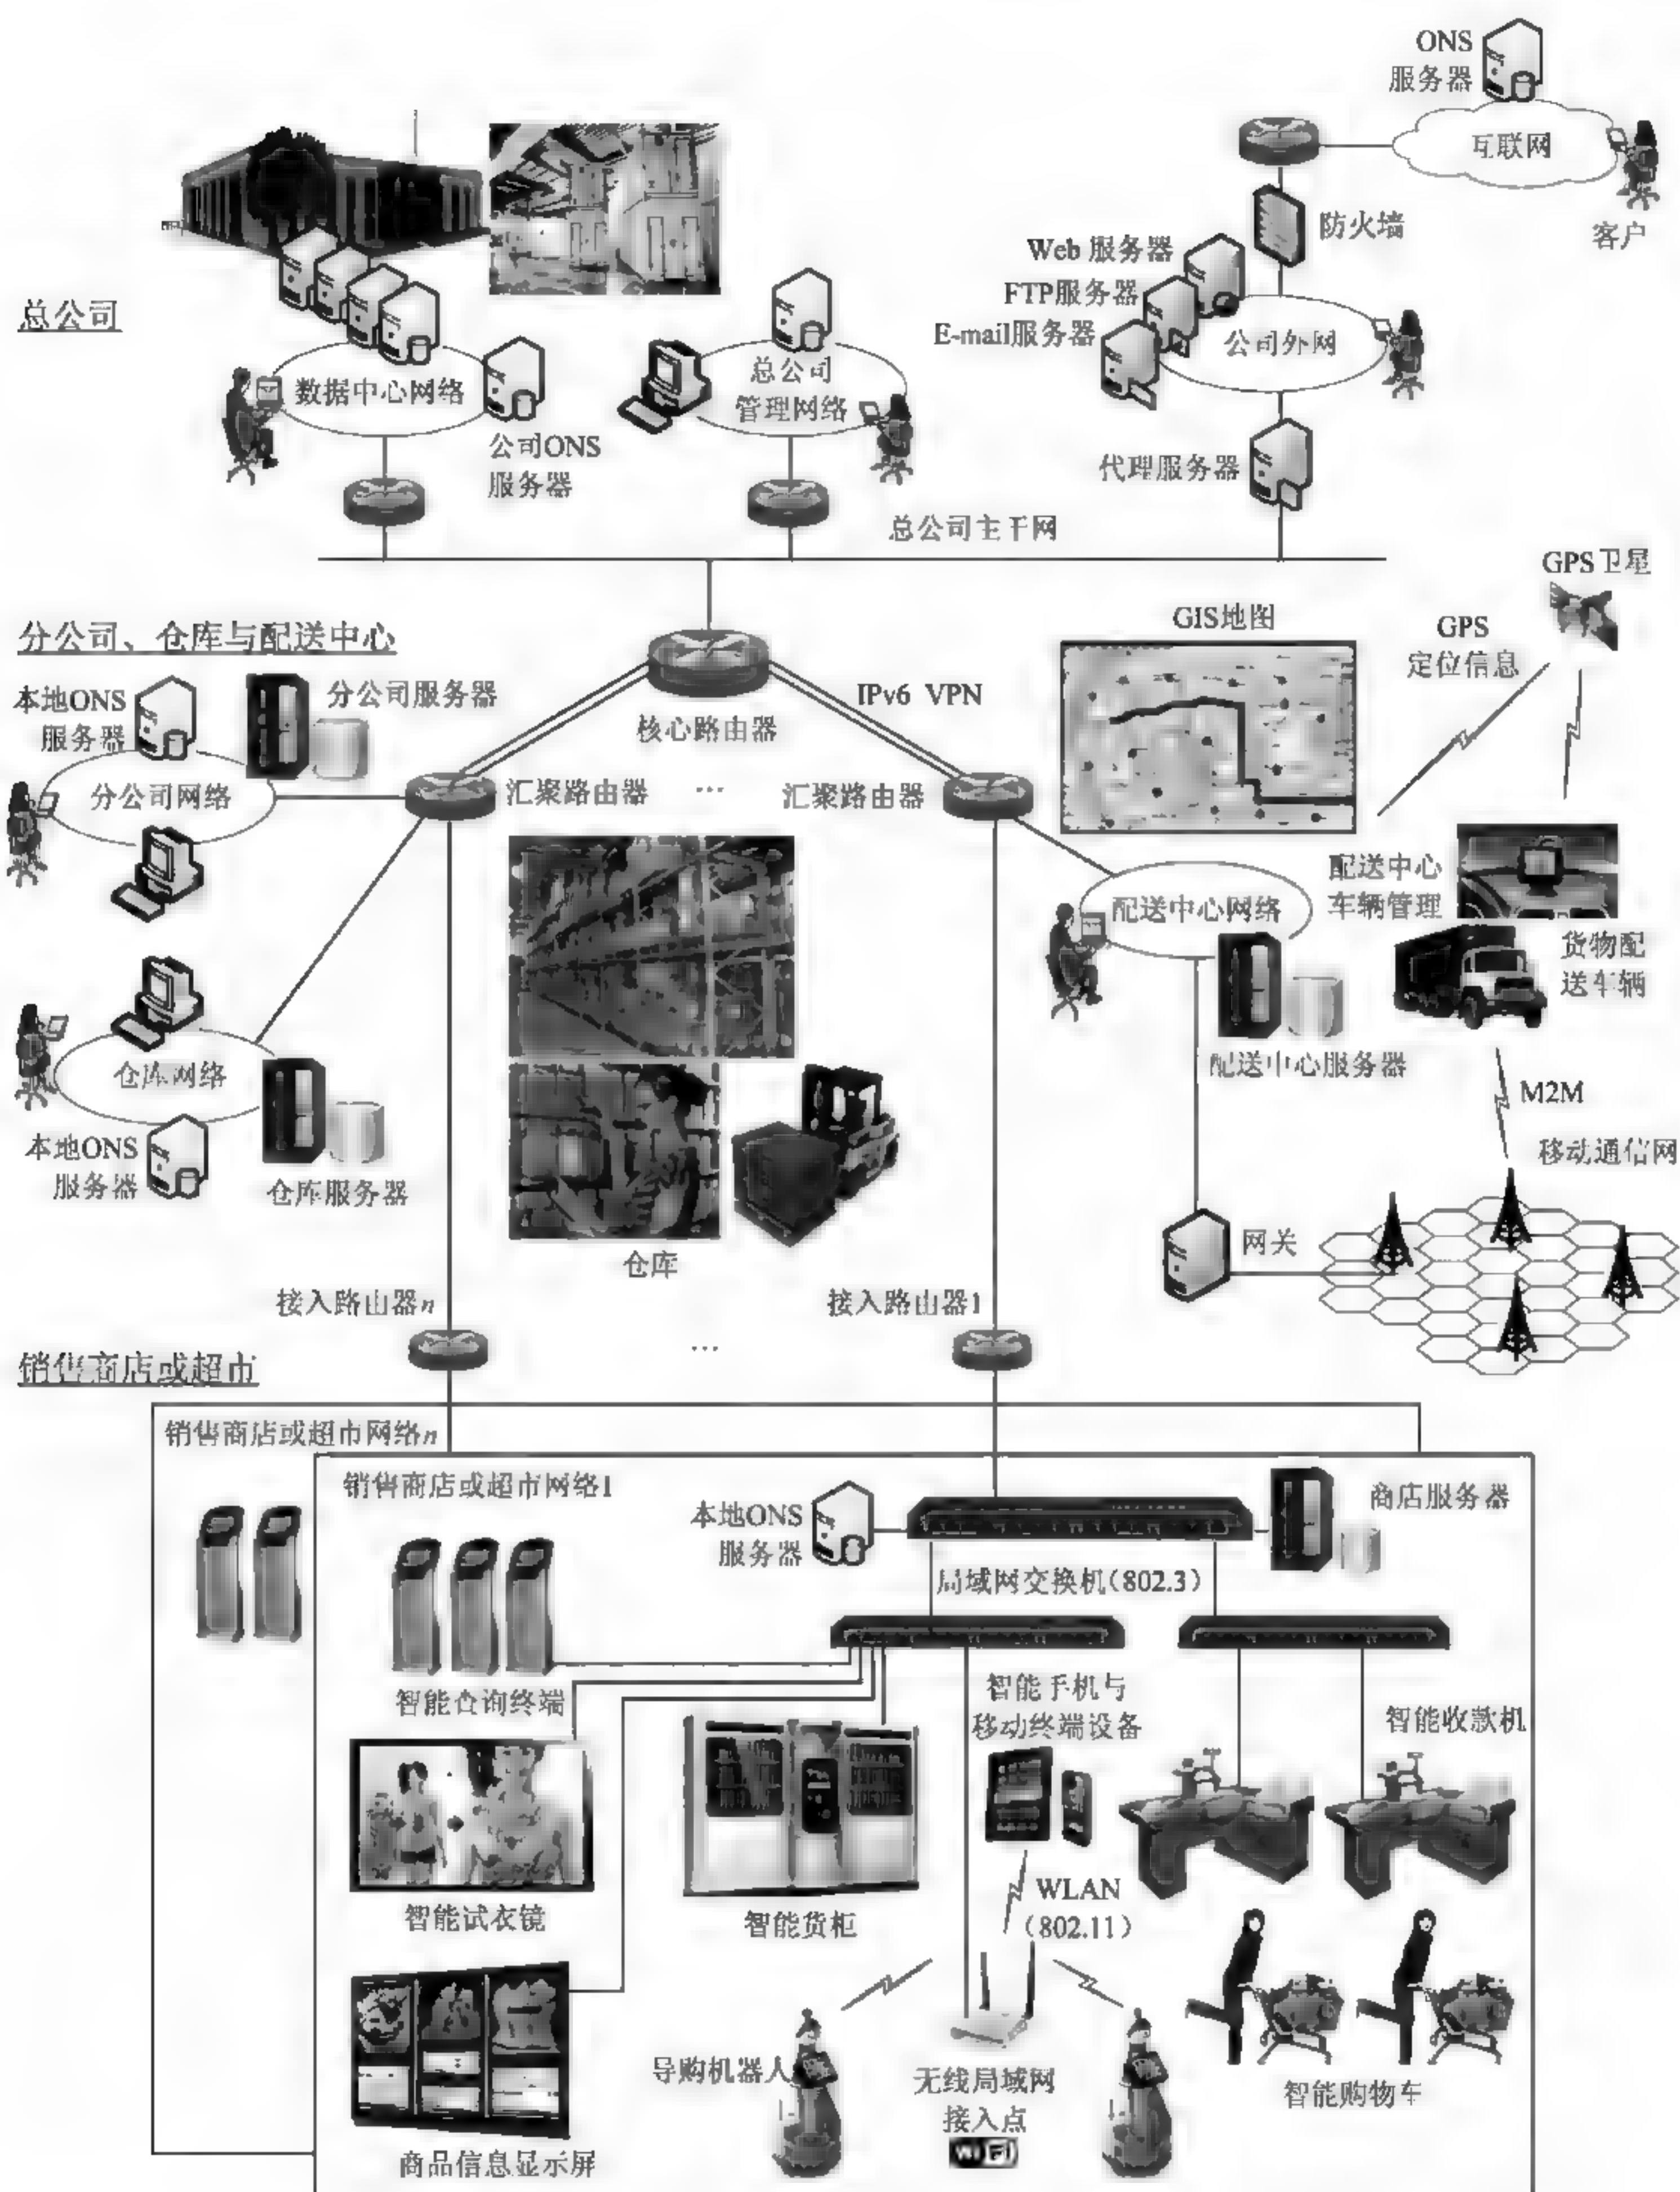 ONS
服务器
互联网
客户
防火墙
Web 服务器
FTP服务器
E-mail服务器
公司外网
代理服务器
总公司
数据中心网络
公司ONS
服务器
总公司
管理网络
总公司主干网
GPS卫星
GPS
定位信息
GIS地图
分公司、仓库与配送中心
本地ONS
服务器
分公司服务器
分公司网络
核心路由器
IPv6 VPN
汇聚路由器
…
汇聚路由器
配送中心
车辆管理
配送中心网络
货物配
送车辆
配送中心服务器
仓库网络
本地ONS
服务器
仓库服务器
仓库
M2M
移动通信网
网关
接入路由器n
接入路由器1
…
销售商店或超市
销售商店或超市网络n
销售商店或超市网络1
本地ONS
服务器
商店服务器
局域网交换机(802.3)
智能查询终端
智能手机与
移动终端设备
智能收款机
智能试衣镜
智能货柜
WLAN
(802.11)
导购机器人
无线局域网
接入点
WiFi
智能购物车
商品信息显示屏